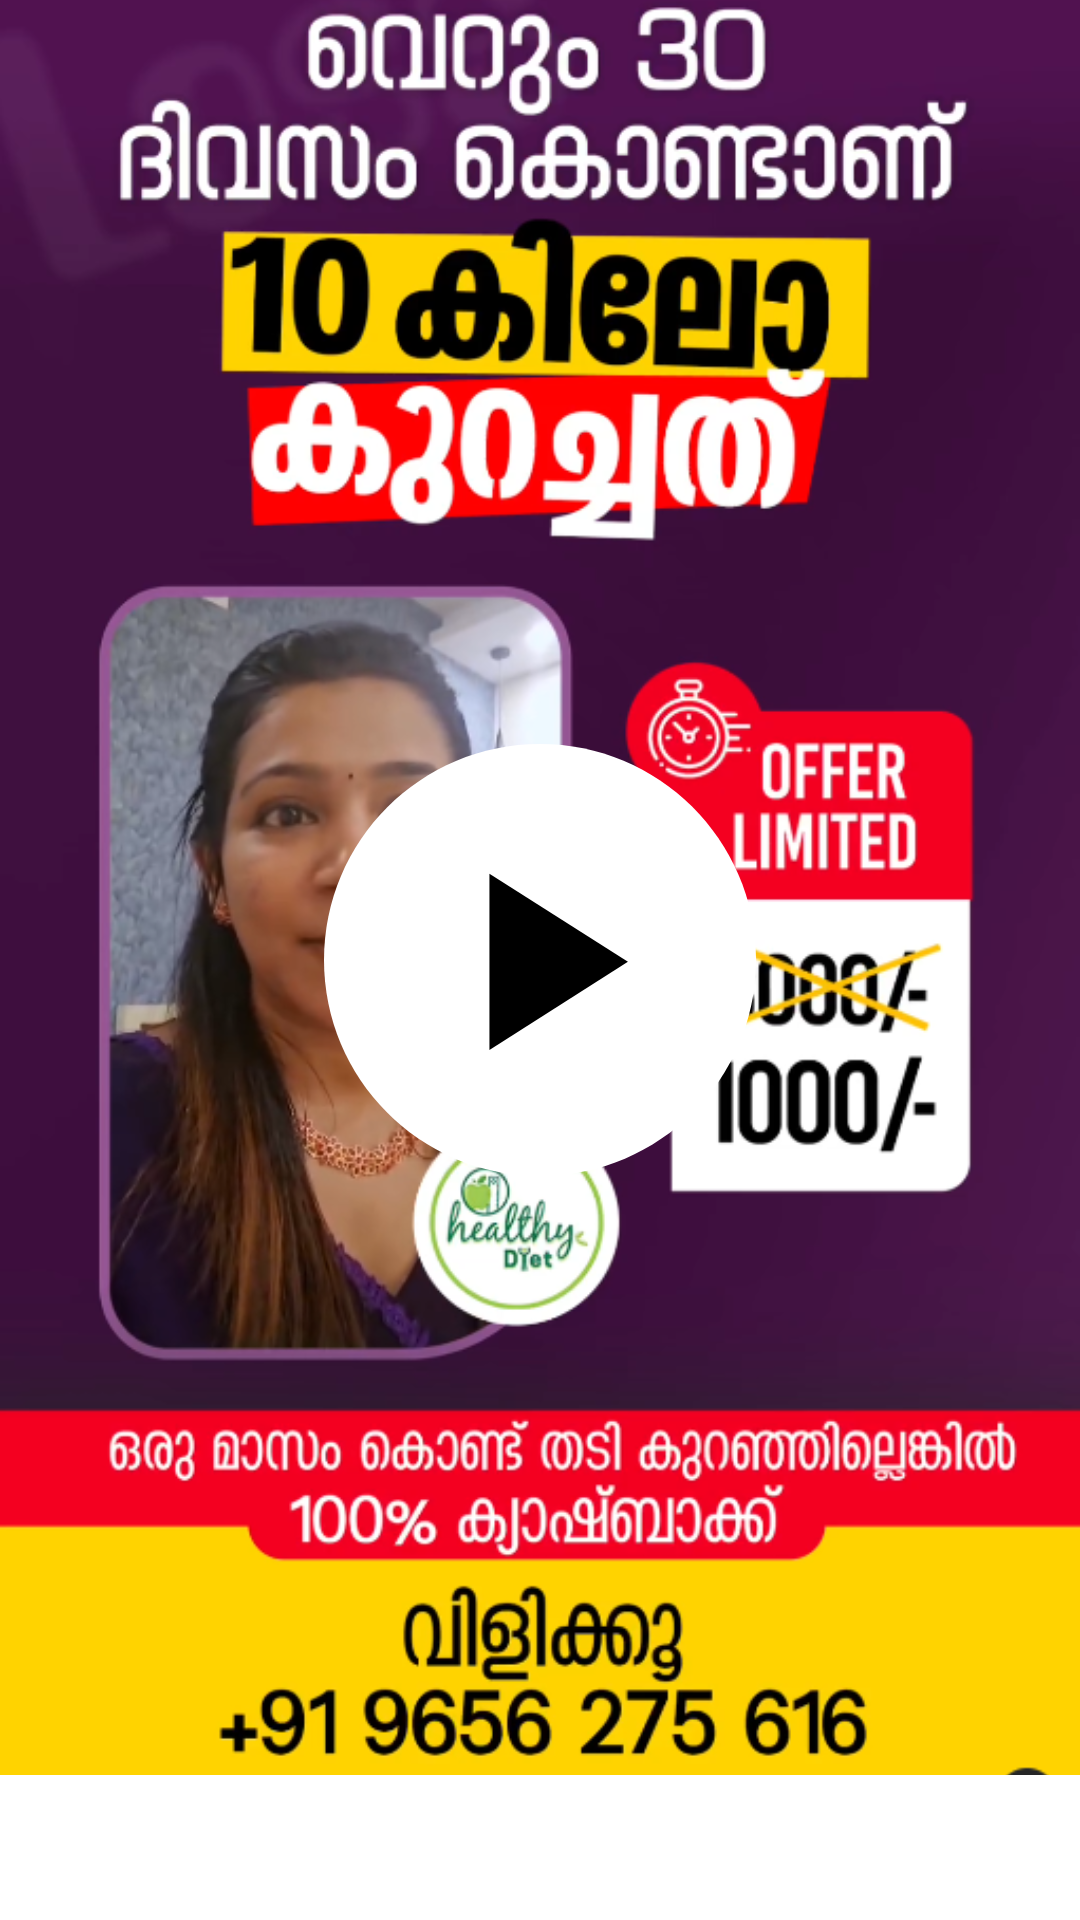 വെറും 30
ദിവസം കൊണ്ടാണ്
10 കിലോ
കുറച്ചത്
OFFER
LIMITED
000/-
1000/-
healthy
Diet
ഒരു മാസം കൊണ്ട് തടി കുറഞ്ഞില്ലെങ്കിൽ
100% ക്യാഷ്ബാക്ക്
വിളിക്കൂ
+91 9656 275 616